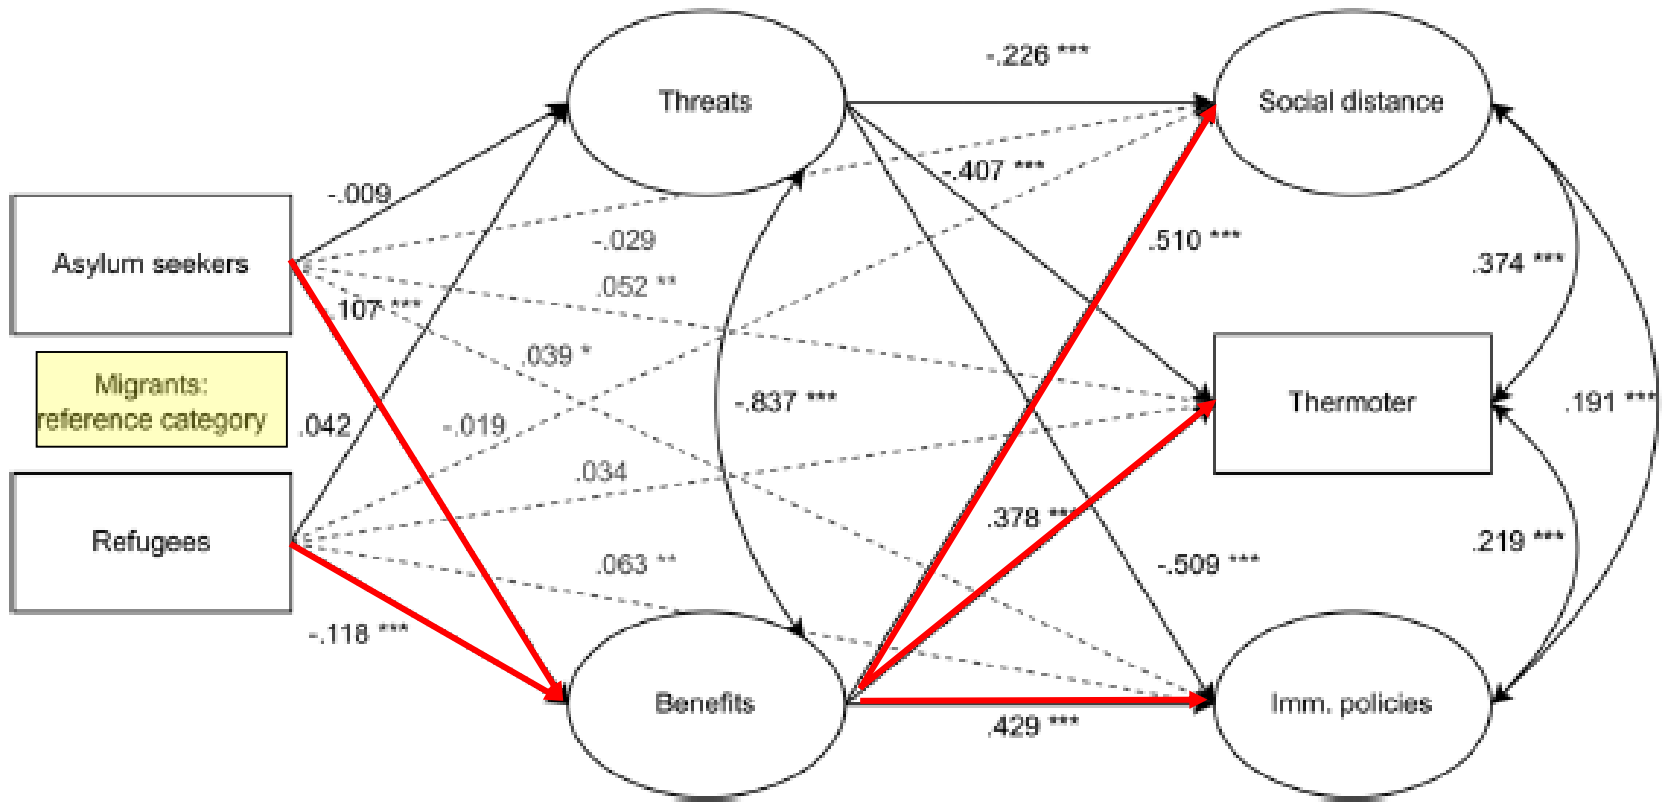 -.226 ***
Threats
Social distance
-.407 ***
-.009
-.029
.510 ***
Asylum seekers
.374 ***
.052 **
.107 ***
.039 *
Migrants:
reference category
-.837 ***
Thermoter
.191 ***
.042
-.019
.034
.378 ***
Refugees
.219 ***
.063 **
-.509 ***
-.118 ***
Benefits
Imm. policies
.429 ***